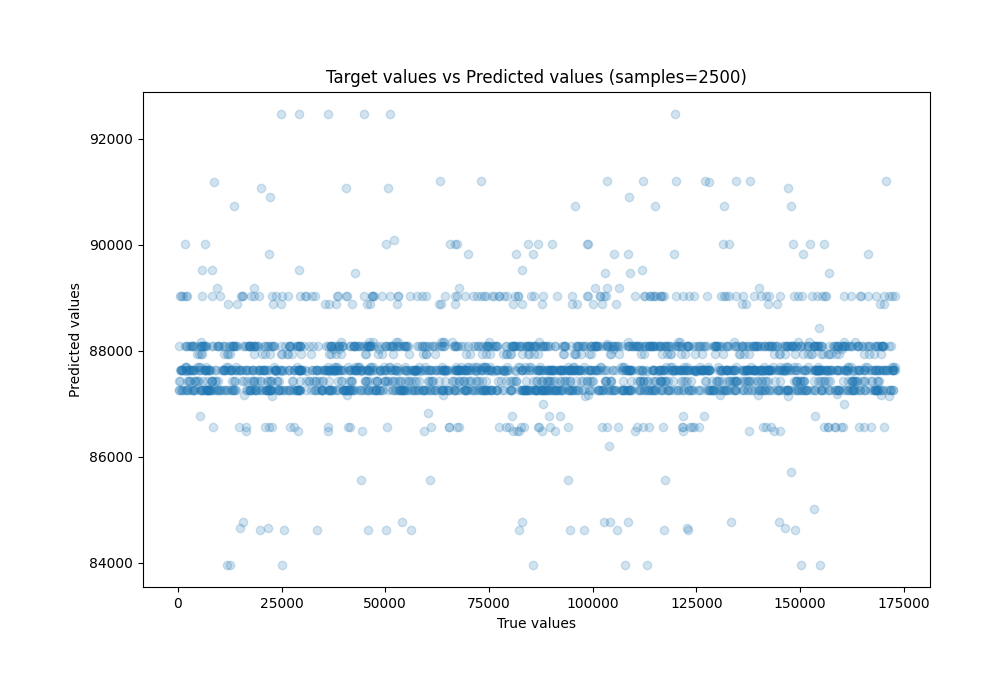 Target values vs Predicted values (samples=2500)
92000
90000
88000
86000
84000
Predicted values
0 25000 50000 75000 100000 125000 150000 175000
True values